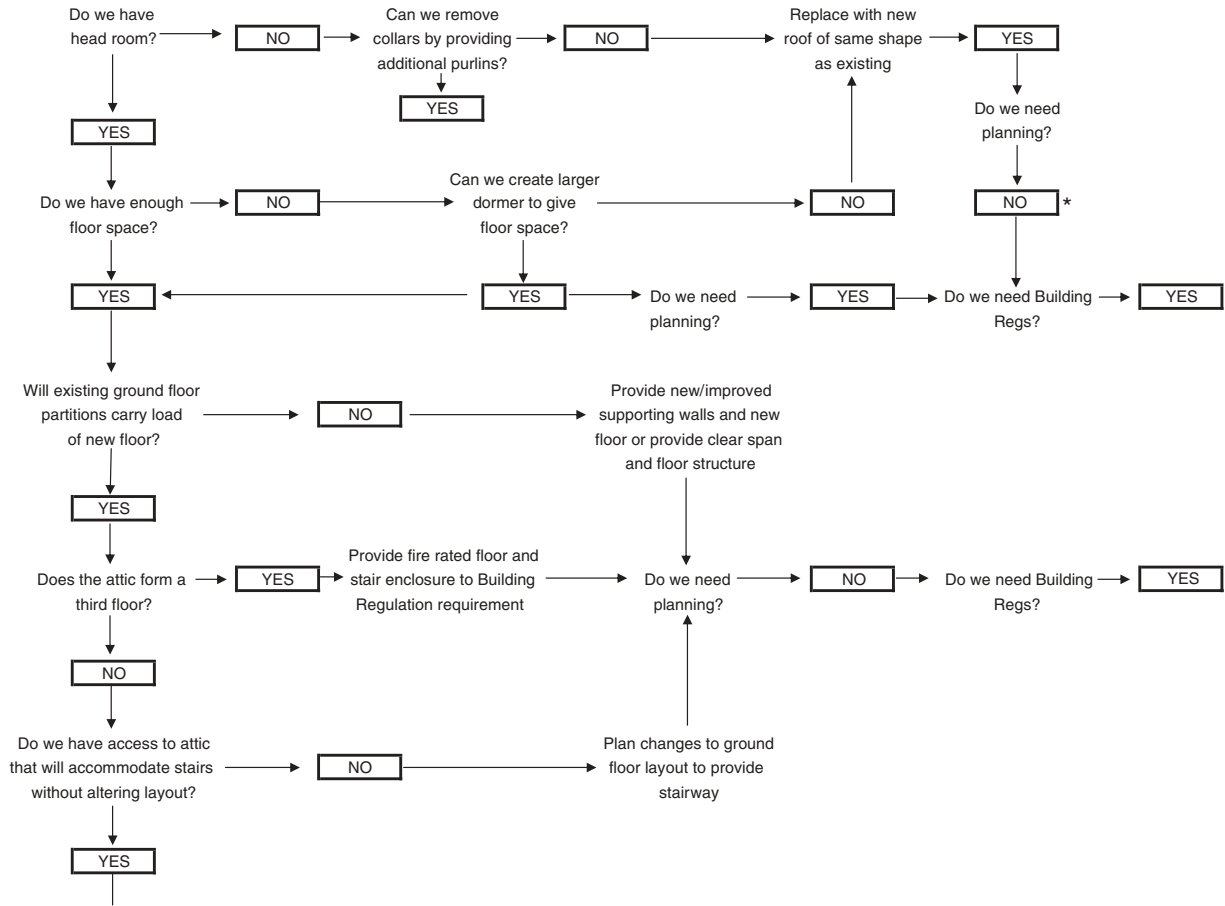 Do we have
head room?
NO
Can we remove
collars by providing
additional purlins?
NO
Replace with new
roof of same shape
as existing
YES
YES
YES
Do we need
planning?
Do we have enough
floor space?
NO
Can we create larger
dormer to give
floor space?
NO
NO
*
YES
YES
Do we need
planning?
YES
Do we need Building
Regs?
YES
Will existing ground floor
partitions carry load
of new floor?
NO
Provide new/improved
supporting walls and new
floor or provide clear span
and floor structure
YES
Does the attic form a
third floor?
YES
Provide fire rated floor and
stair enclosure to Building
Regulation requirement
Do we need
planning?
NO
Do we need Building
Regs?
YES
NO
Do we have access to attic
that will accommodate stairs
without altering layout?
NO
Plan changes to ground
floor layout to provide
stairway
YES